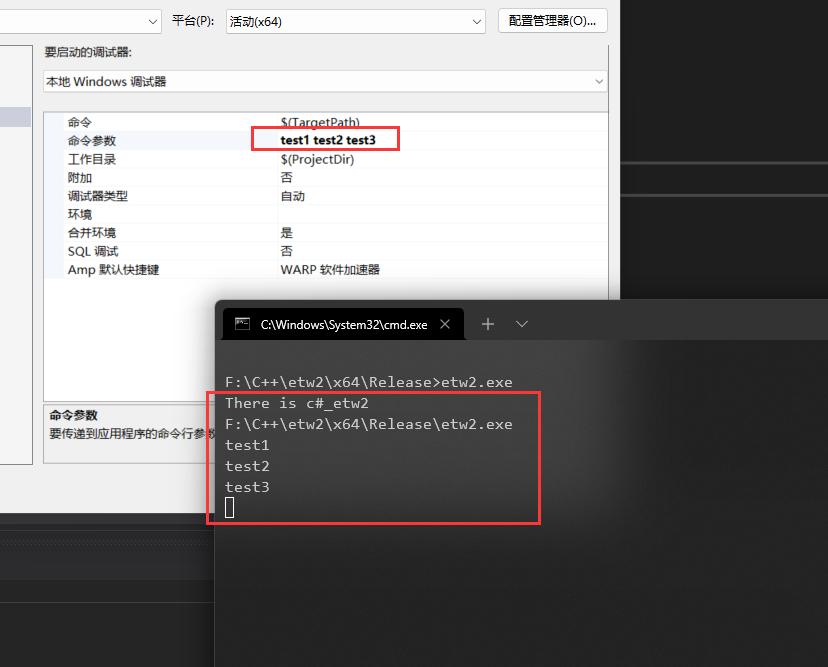 平台(P): 活动(x64) 配置管理器(O)...
要启动的调试器:
本地 Windows 调试器
命令 $(TargetPath)
命令参数 test1 test2 test3
工作目录 $(ProjectDir)
附加 否
调试器类型 自动
环境
合并环境 是
SQL 调试 否
Amp 默认快捷键 WARP 软件加速器
命令参数
要传递到应用程序的命令行参数
C:\Windows\System32\cmd.exe
F:\C++\etw2\x64\Release>etw2.exe
There is c#_etw2
F:\C++\etw2\x64\Release\etw2.exe
test1
test2
test3